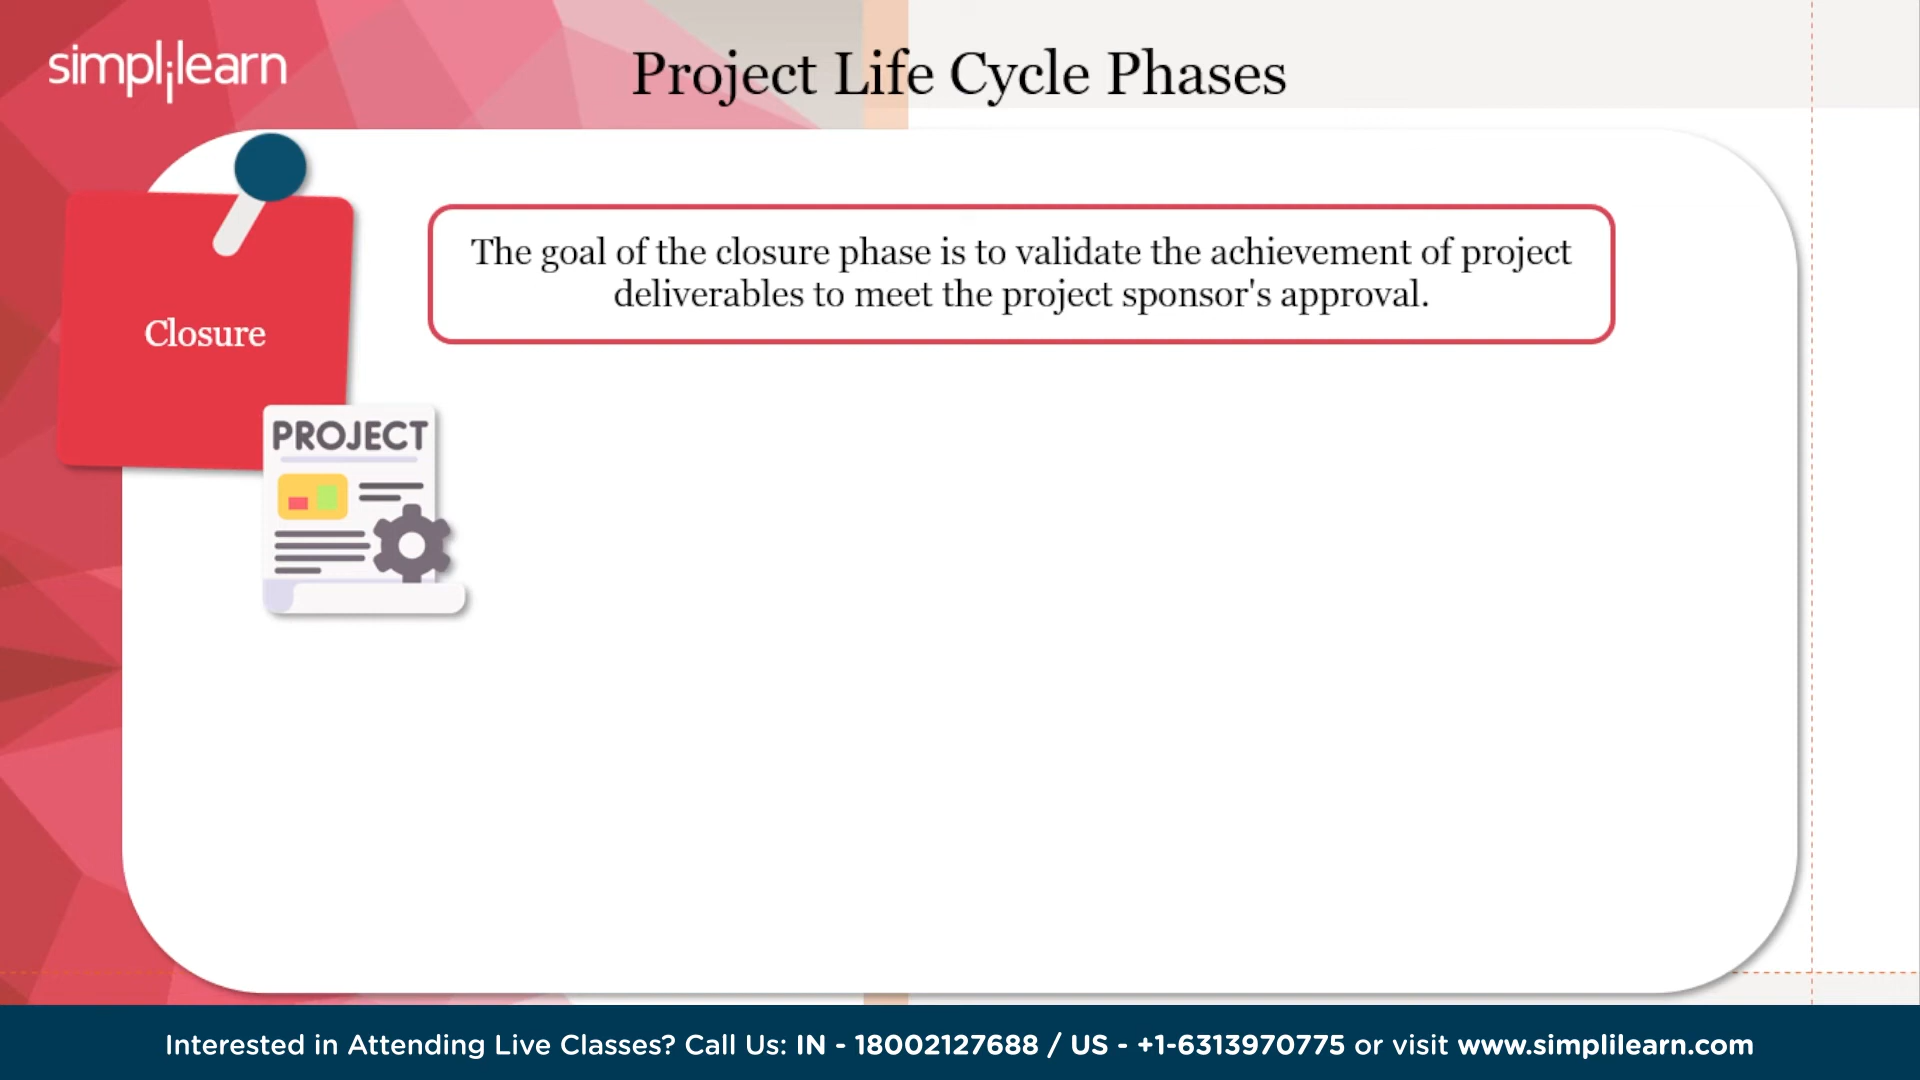 simplilearn
Project Life Cycle Phases
The goal of the closure phase is to validate the achievement of project
deliverables to meet the project sponsor's approval.
Closure
PROJECT
Interested in Attending Live Classes? Call Us: IN - 18002127688 / US - +1-6313970775 or visit www.simplilearn.com